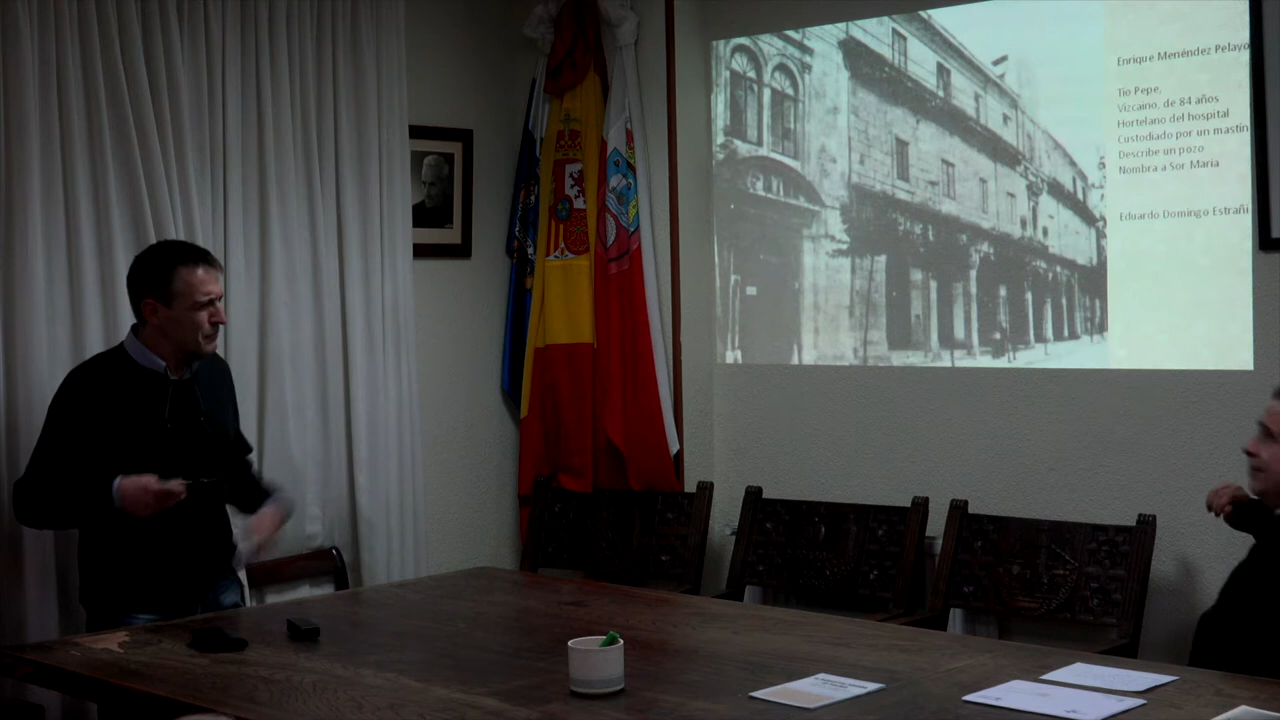 Enrique Menéndez Pelayo
Tío Pepe,
Vizcaino, de 84 años
Hortelano del hospital
Custodiado por un mastín
Describe un pozo
Nombra a Sor María
Eduardo Domingo Estrañi